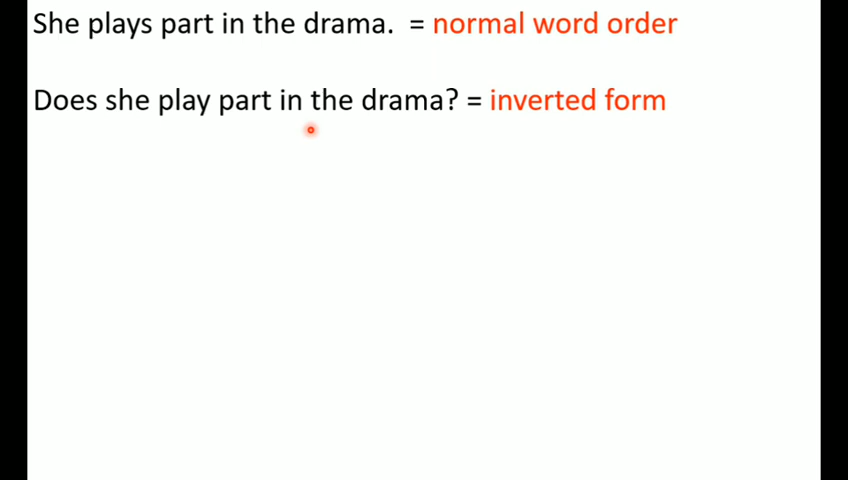 She plays part in the drama. = normal word order
Does she play part in the drama? = inverted form